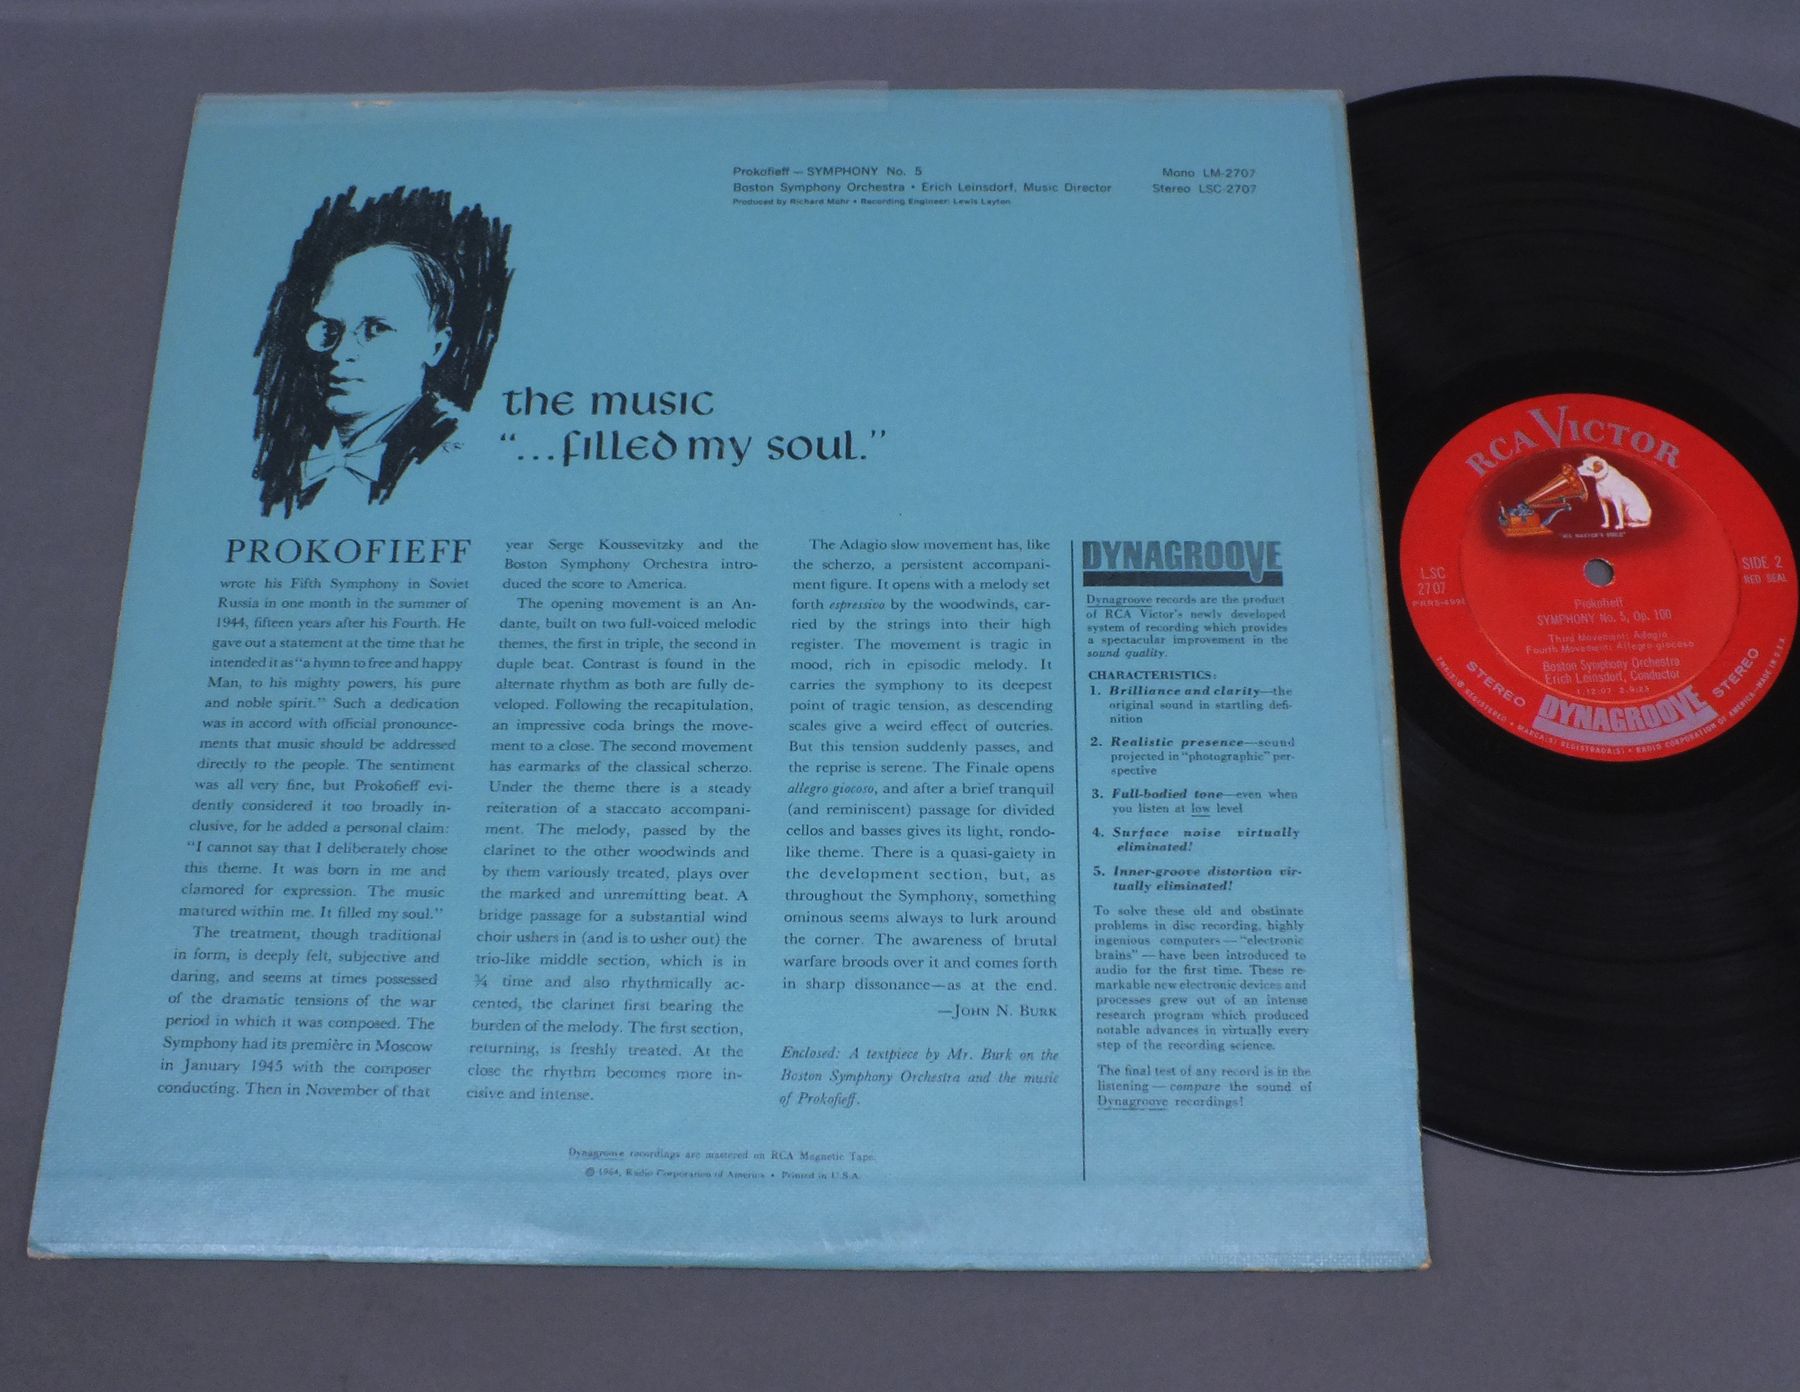 Prokofieff — SYMPHONY No. 5
Boston Symphony Orchestra • Erich Leinsdorf, Music Director
Produced by Richard Mohr • Recording Engineer: Lewis Layton
Mono LM-2707
Stereo LSC-2707
the music
“...filled my soul.”
PROKOFIEFF
wrote his Fifth Symphony in Soviet
Russia in one month in the summer of
1944, fifteen years after his Fourth. He
gave out a statement at the time that he
intended it as “a hymn to free and happy
Man, to his mighty powers, his pure
and noble spirit.” Such a dedication
was in accord with official pronounce-
ments that music should be addressed
directly to the people. The sentiment
was all very fine, but Prokofieff evi-
dently considered it too broadly in-
clusive, for he added a personal claim:
“I cannot say that I deliberately chose
this theme. It was born in me and
clamored for expression. The music
matured within me. It filled my soul.”
The treatment, though traditional
in form, is deeply felt, subjective and
daring, and seems at times possessed
of the dramatic tensions of the war
period in which it was composed. The
Symphony had its première in Moscow
in January 1945 with the composer
conducting. Then in November of that
year Serge Koussevitzky and the
Boston Symphony Orchestra intro-
duced the score to America.
The opening movement is an An-
dante, built on two full-voiced melodic
themes, the first in triple, the second in
duple beat. Contrast is found in the
alternate rhythm as both are fully de-
veloped. Following the recapitulation,
an impressive coda brings the move-
ment to a close. The second movement
has earmarks of the classical scherzo.
Under the theme there is a steady
reiteration of a staccato accompani-
ment. The melody, passed by the
clarinet to the other woodwinds and
by them variously treated, plays over
the marked and unremitting beat. A
bridge passage for a substantial wind
choir ushers in (and is to usher out) the
trio-like middle section, which is in
¾ time and also rhythmically ac-
cented, the clarinet first bearing the
burden of the melody. The first section,
returning, is freshly treated. At the
close the rhythm becomes more in-
cisive and intense.
The Adagio slow movement has, like
the scherzo, a persistent accompani-
ment figure. It opens with a melody set
forth espressivo by the woodwinds, car-
ried by the strings into their high
register. The movement is tragic in
mood, rich in episodic melody. It
carries the symphony to its deepest
point of tragic tension, as descending
scales give a weird effect of outcries.
But this tension suddenly passes, and
the reprise is serene. The Finale opens
allegro giocoso, and after a brief tranquil
(and reminiscent) passage for divided
cellos and basses gives its light, rondo-
like theme. There is a quasi-gaiety in
the development section, but, as
throughout the Symphony, something
ominous seems always to lurk around
the corner. The awareness of brutal
warfare broods over it and comes forth
in sharp dissonance—as at the end.
—JOHN N. BURK
Enclosed: A textpiece by Mr. Burk on the
Boston Symphony Orchestra and the music
of Prokofieff.
DYNAGROOVE
Dynagroove records are the product
of RCA Victor's newly developed
system of recording which provides
a spectacular improvement in the
sound quality.
CHARACTERISTICS:
1. Brilliance and clarity—the
original sound in startling defi-
nition
2. Realistic presence—sound
projected in “photographic” per-
spective
3. Full-bodied tone—even when
you listen at low level
4. Surface noise virtually
eliminated!
5. Inner-groove distortion vir-
tually eliminated!
To solve these old and obstinate
problems in disc recording, highly
ingenious computers—“electronic
brains”—have been introduced to
audio for the first time. These re-
markable new electronic devices and
processes grew out of an intense
research program which produced
notable advances in virtually every
step of the recording science.
The final test of any record is in the
listening—compare the sound of
Dynagroove recordings!
Dynagroove recordings are mastered on RCA Magnetic Tape.
© 1964, Radio Corporation of America • Printed in U.S.A.
RCA VICTOR
"HIS MASTER'S VOICE"
LSC
2707
SIDE 2
RED SEAL
Prokofieff
SYMPHONY No. 5, Op. 100
Third Movement: Adagio
Fourth Movement: Allegro giocoso
Boston Symphony Orchestra
Erich Leinsdorf, Conductor
STEREO
DYNAGROOVE
STEREO
TMK(S) ® REGISTERED • MARCA(S) REGISTRADA(S) • RADIO CORPORATION OF AMERICA—MADE IN U.S.A.